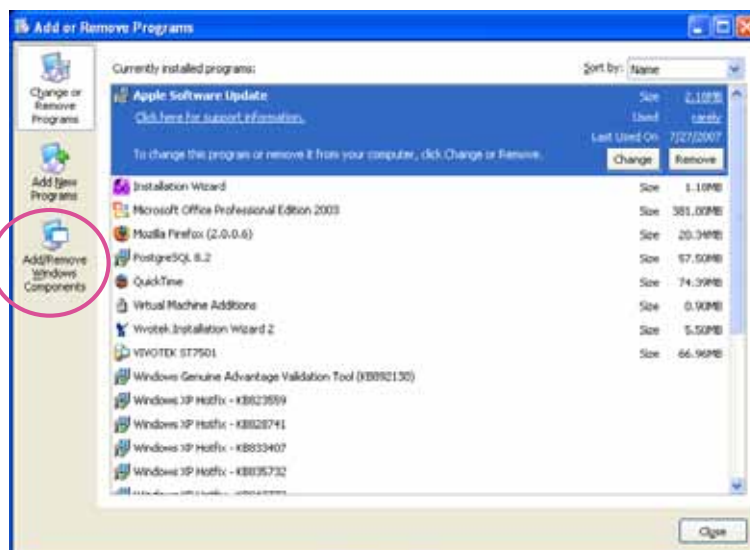 Add or Remove Programs
Change or
Remove
Programs
Add New
Programs
Add/Remove
Windows
Components
Currently installed programs:
Sort by: Name
Apple Software Update
Size 2.18MB
Click here for support information.
Used rarely
Last Used On 7/27/2007
To change this program or remove it from your computer, click Change or Remove.
Change Remove
Installation Wizard Size 1.10MB
Microsoft Office Professional Edition 2003 Size 381.00MB
Mozilla Firefox (2.0.0.6) Size 20.34MB
PostgreSQL 8.2 Size 57.50MB
QuickTime Size 74.39MB
Virtual Machine Additions Size 0.90MB
Vivotek Installation Wizard 2 Size 5.50MB
VIVOTEK ST7501 Size 66.96MB
Windows Genuine Advantage Validation Tool (KB892130)
Windows XP Hotfix - KB823559
Windows XP Hotfix - KB828741
Windows XP Hotfix - KB833407
Windows XP Hotfix - KB835732
Close